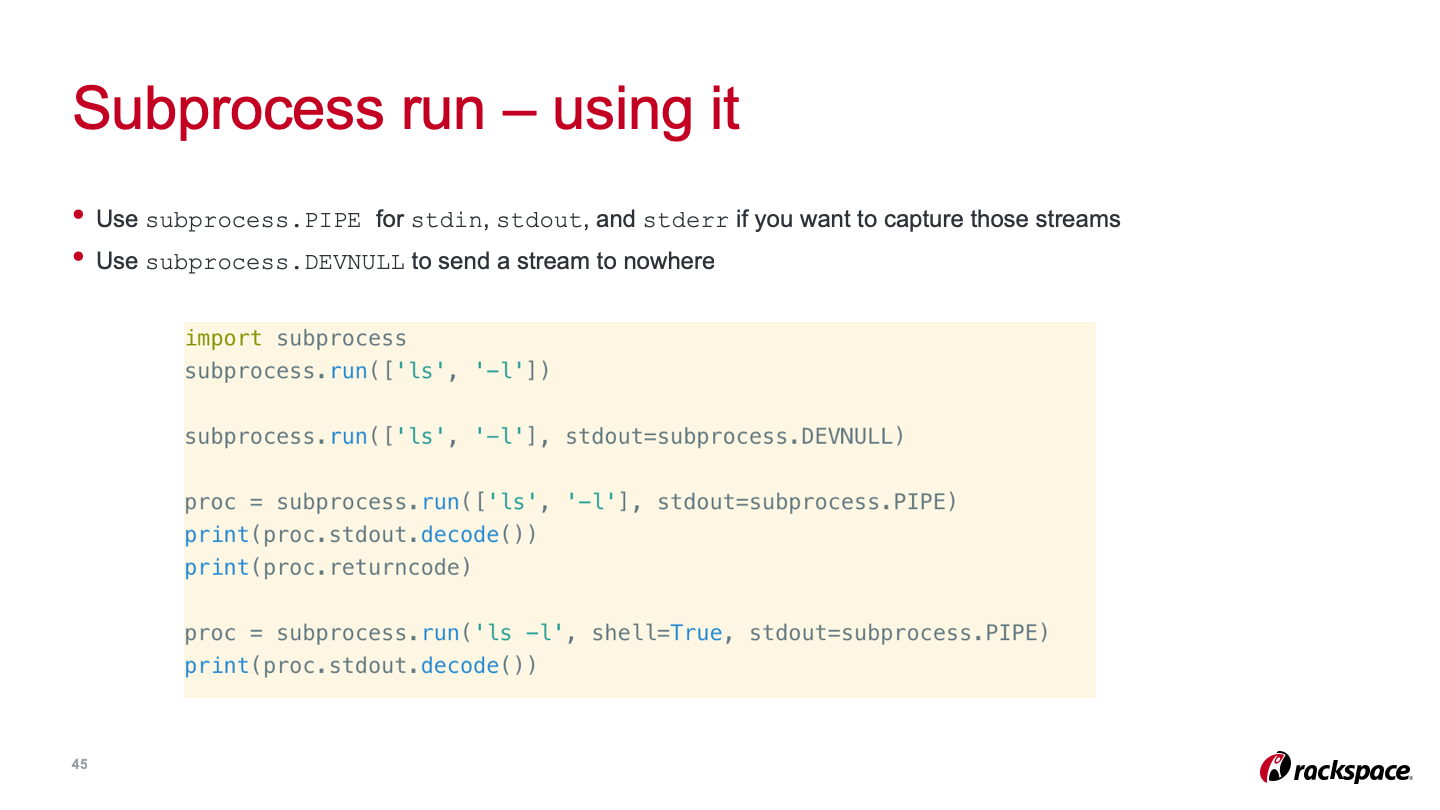 Subprocess run – using it
• Use subprocess.PIPE for stdin, stdout, and stderr if you want to capture those streams
• Use subprocess.DEVNULL to send a stream to nowhere
import subprocess
subprocess.run(['ls', '-l'])
subprocess.run(['ls', '-l'], stdout=subprocess.DEVNULL)
proc = subprocess.run(['ls', '-l'], stdout=subprocess.PIPE)
print(proc.stdout.decode())
print(proc.returncode)
proc = subprocess.run('ls -l', shell=True, stdout=subprocess.PIPE)
print(proc.stdout.decode())
45
rackspace.